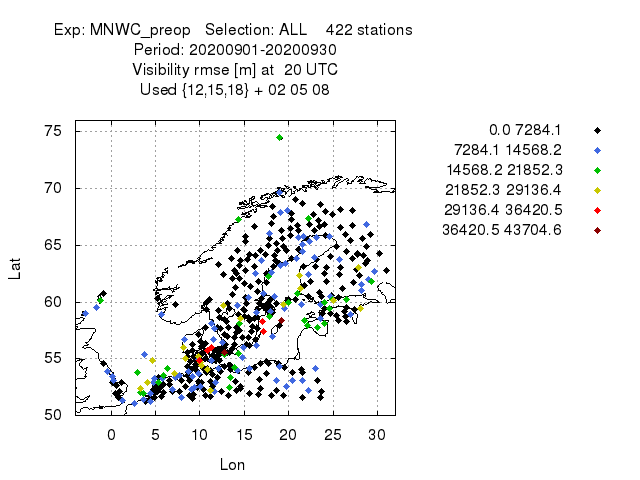 Exp: MNWC_preop Selection: ALL 422 stations
Period: 20200901-20200930
Visibility rmse [m] at 20 UTC
Used {12,15,18} + 02 05 08
0.0 7284.1
7284.1 14568.2
14568.2 21852.3
21852.3 29136.4
29136.4 36420.5
36420.5 43704.6
75
70
65
60
55
50
Lat
0 5 10 15 20 25 30
Lon